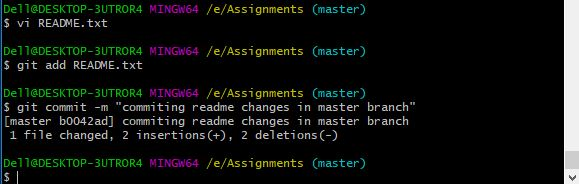 Dell@DESKTOP-3UTROR4 MINGW64 /e/Assignments (master)
$ vi README.txt
Dell@DESKTOP-3UTROR4 MINGW64 /e/Assignments (master)
$ git add README.txt
Dell@DESKTOP-3UTROR4 MINGW64 /e/Assignments (master)
$ git commit -m "commiting readme changes in master branch"
[master b0042ad] commiting readme changes in master branch
1 file changed, 2 insertions(+), 2 deletions(-)
Dell@DESKTOP-3UTROR4 MINGW64 /e/Assignments (master)
$